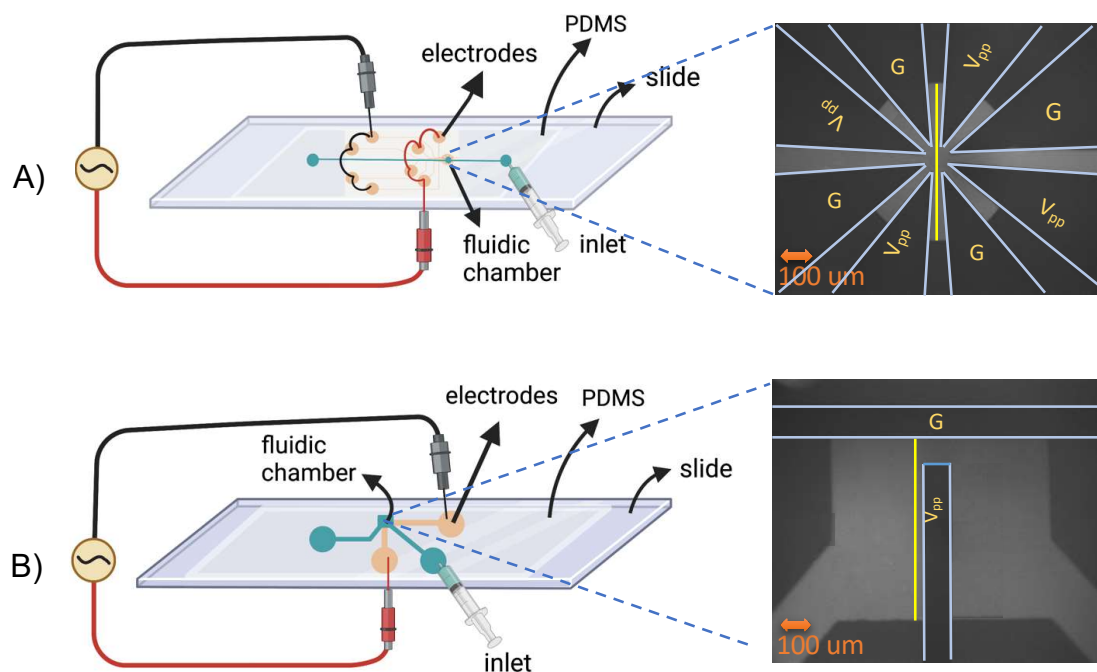 A)
electrodes
PDMS
slide
fluidic
chamber
inlet
G
Vpp
Vpp
G
G
Vpp
Vpp
G
100 um
B)
electrodes
PDMS
fluidic
chamber
slide
inlet
G
Vpp
100 um